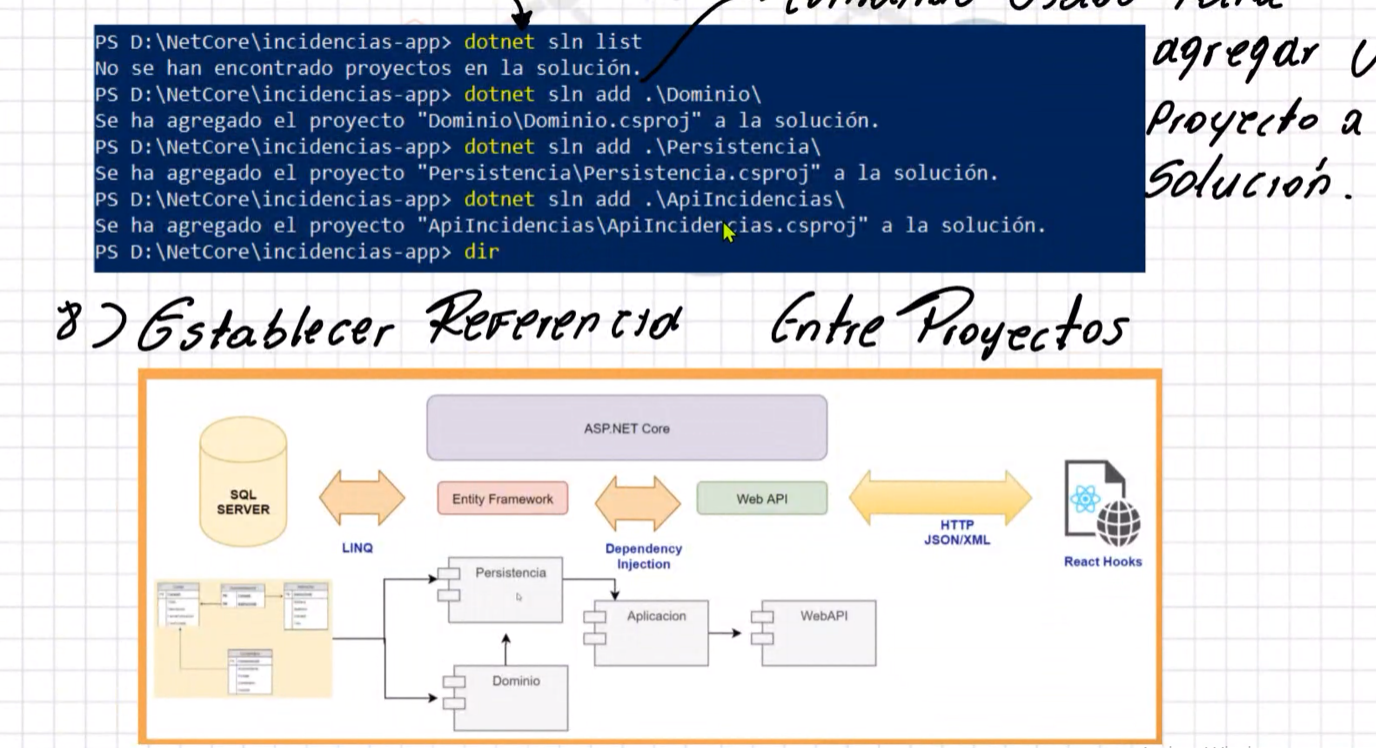 Comando Usado Para
PS D:\NetCore\incidencias-app> dotnet sln list
No se han encontrado proyectos en la solución.
PS D:\NetCore\incidencias-app> dotnet sln add .\Dominio\
Se ha agregado el proyecto "Dominio\Dominio.csproj" a la solución.
PS D:\NetCore\incidencias-app> dotnet sln add .\Persistencia\
Se ha agregado el proyecto "Persistencia\Persistencia.csproj" a la solución.
PS D:\NetCore\incidencias-app> dotnet sln add .\ApiIncidencias\
Se ha agregado el proyecto "ApiIncidencias\ApiIncidencias.csproj" a la solución.
PS D:\NetCore\incidencias-app> dir
agregar
Proyecto a
Solución.
8) Establecer Referencia Entre Proyectos
ASP.NET Core
SQL
SERVER
Entity Framework
Web API
LINQ
Dependency
Injection
HTTP
JSON/XML
React Hooks
Persistencia
Aplicacion
WebAPI
Dominio